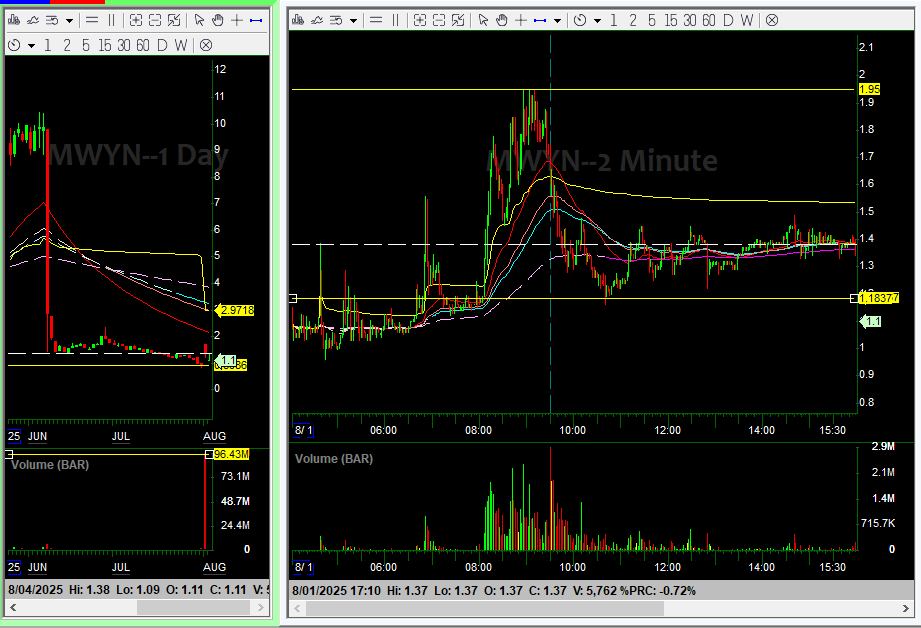 1 2 5 15 30 60 D W
1 2 5 15 30 60 D W
MWYN--1 Day
12
11
10
9
8
7
6
5
4
2.9718
2
1.1
0
25 JUN JUL AUG
Volume (BAR)
96.43M
73.1M
48.7M
24.4M
0
25 JUN JUL AUG
8/04/2025 Hi: 1.38 Lo: 1.09 O: 1.11 C: 1.11 V:
MWYN--2 Minute
2.1
2
1.95
1.9
1.8
1.7
1.6
1.5
1.4
1.3
1.18377
1.1
1
0.9
0.8
8/ 1 06:00 08:00 10:00 12:00 14:00 15:30
Volume (BAR)
2.9M
2.1M
1.4M
715.7K
0
8/ 1 06:00 08:00 10:00 12:00 14:00 15:30
8/01/2025 17:10 Hi: 1.37 Lo: 1.37 O: 1.37 C: 1.37 V: 5,762 %PRC: -0.72%